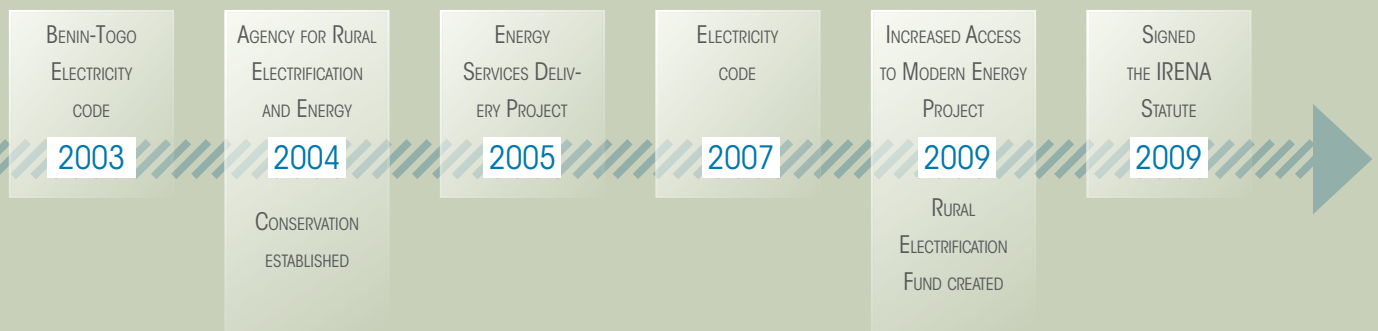 Benin-Togo
Electricity
code
2003
Agency for Rural
Electrification
and Energy
2004
Conservation
established
Energy
Services Deliv-
ery Project
2005
Electricity
code
2007
Increased Access
to Modern Energy
Project
2009
Rural
Electrification
Fund created
Signed
the IRENA
Statute
2009